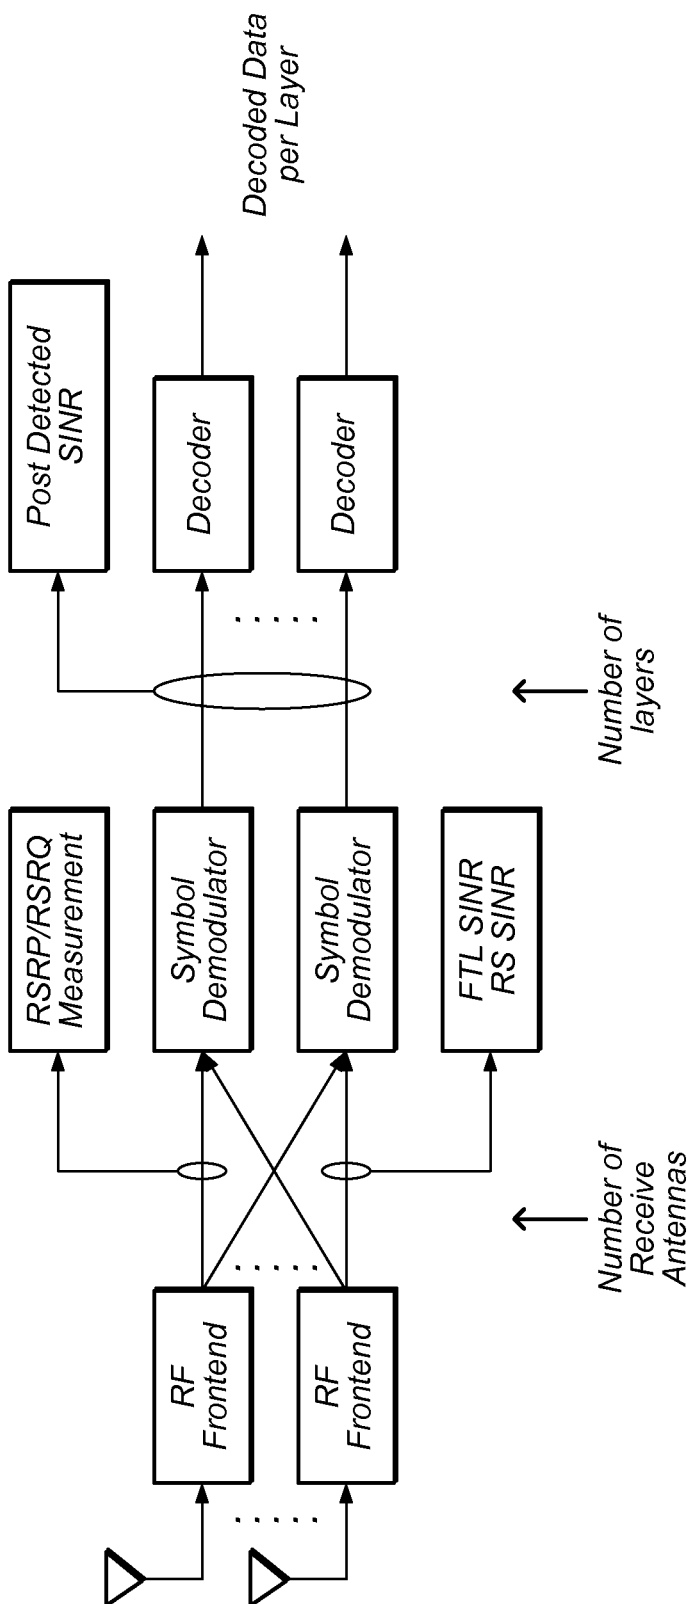 RSRP/RSRQ
Measurement
Post Detected
SINR
RF
Frontend
Symbol
Demodulator
Decoder
Decoded Data
per Layer
. . . . .
. . . . .
. . . . .
RF
Frontend
Symbol
Demodulator
Decoder
FTL SINR
RS SINR
Number of
Receive
Antennas
Number of
layers